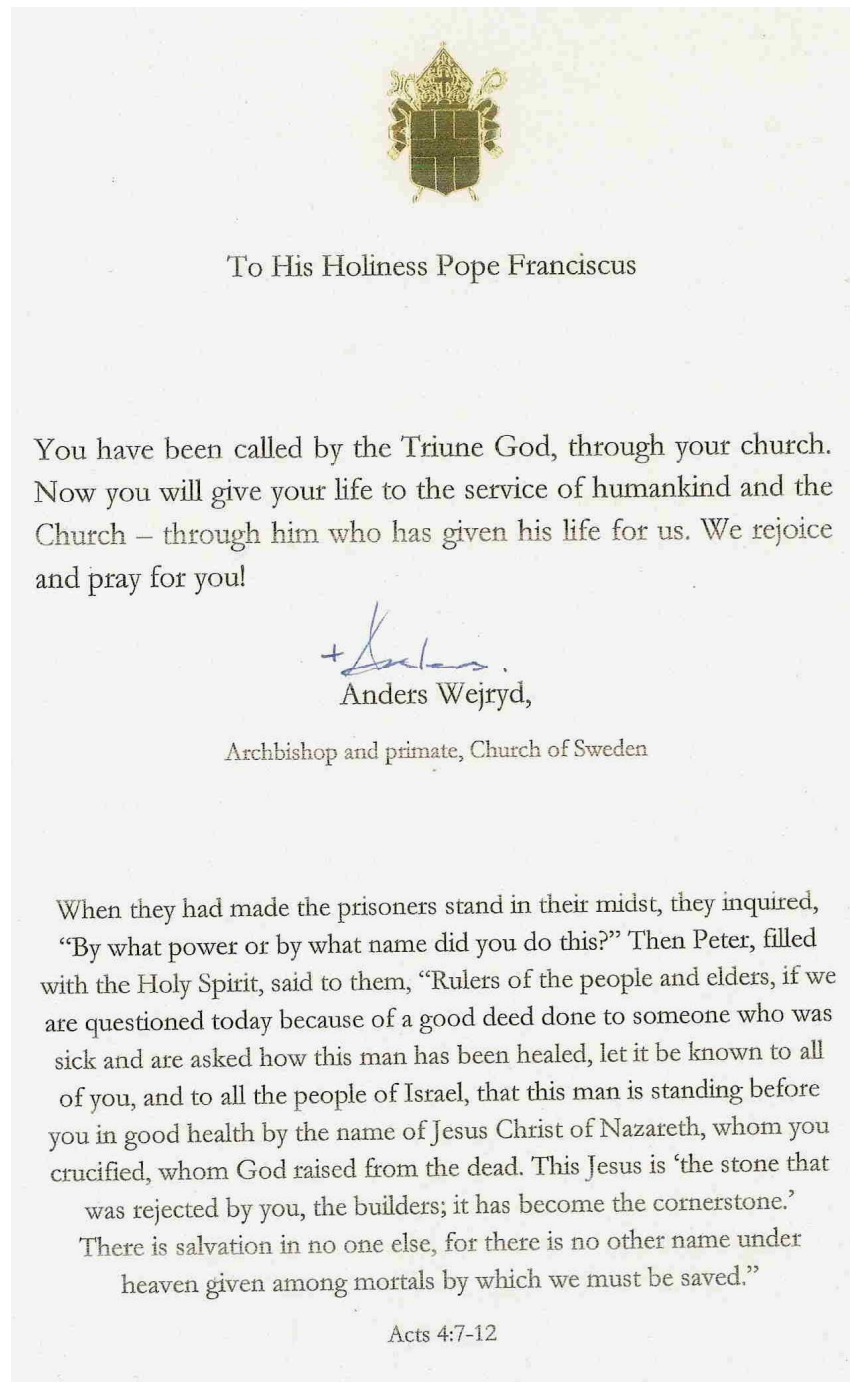 To His Holiness Pope Franciscus
You have been called by the Triune God, through your church.
Now you will give your life to the service of humankind and the
Church – through him who has given his life for us. We rejoice
and pray for you!
+Anders.
Anders Wejryd,
Archbishop and primate, Church of Sweden
When they had made the prisoners stand in their midst, they inquired,
“By what power or by what name did you do this?” Then Peter, filled
with the Holy Spirit, said to them, “Rulers of the people and elders, if we
are questioned today because of a good deed done to someone who was
sick and are asked how this man has been healed, let it be known to all
of you, and to all the people of Israel, that this man is standing before
you in good health by the name of Jesus Christ of Nazareth, whom you
crucified, whom God raised from the dead. This Jesus is ‘the stone that
was rejected by you, the builders; it has become the cornerstone.’
There is salvation in no one else, for there is no other name under
heaven given among mortals by which we must be saved.”
Acts 4:7-12